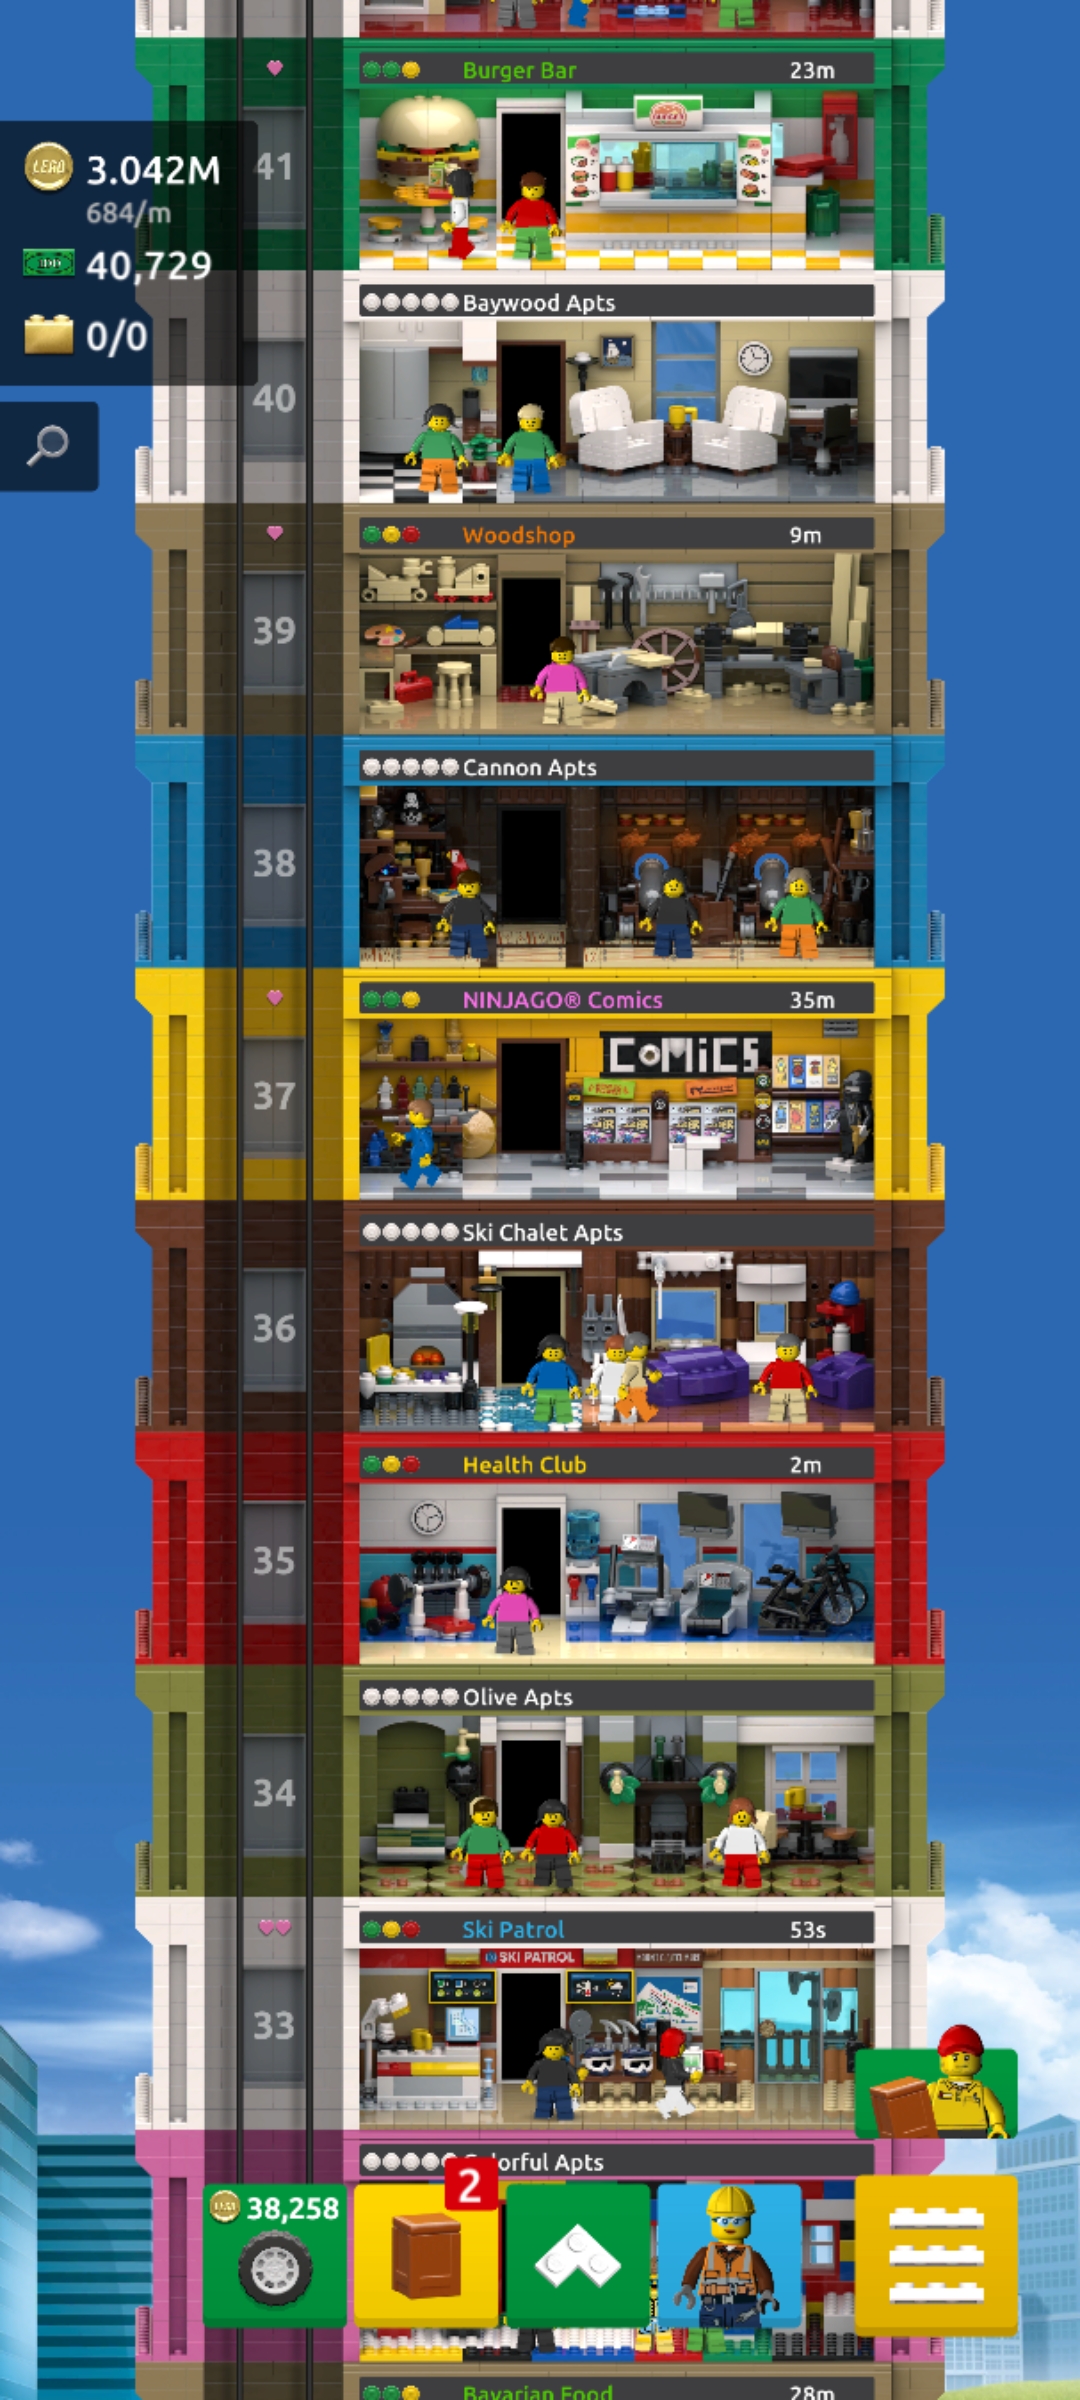 Burger Bar 23m
41
LEGO 3.042M
684/m
40,729
0/0
Baywood Apts
40
Woodshop 9m
39
Cannon Apts
38
NINJAGO® Comics 35m
COMiCS
37
Ski Chalet Apts
36
Health Club 2m
35
Olive Apts
34
Ski Patrol 53s
SKI PATROL
33
orful Apts
2
38,258
Bavarian Food 28m